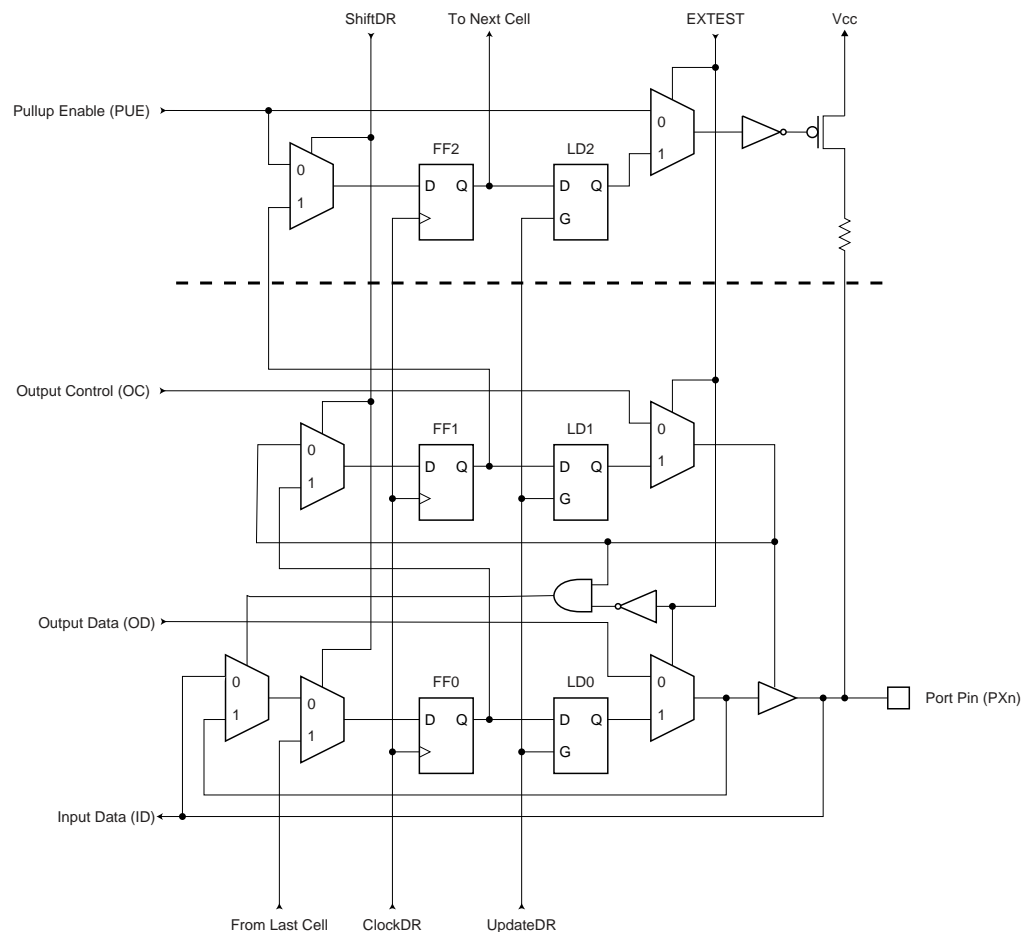 ShiftDR To Next Cell EXTEST Vcc
Pullup Enable (PUE)
0
1
FF2
D Q
LD2
D Q
G
0
1
Output Control (OC)
0
1
FF1
D Q
LD1
D Q
G
0
1
Output Data (OD)
0
1
0
1
FF0
D Q
LD0
D Q
G
0
1
Port Pin (PXn)
Input Data (ID)
From Last Cell ClockDR UpdateDR